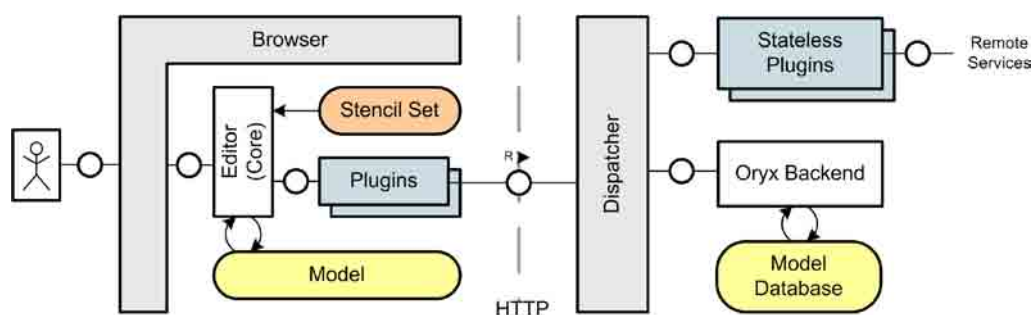 Browser
Stencil Set
Editor
(Core)
Plugins
Model
R
HTTP
Dispatcher
Stateless
Plugins
Remote
Services
Oryx Backend
Model
Database